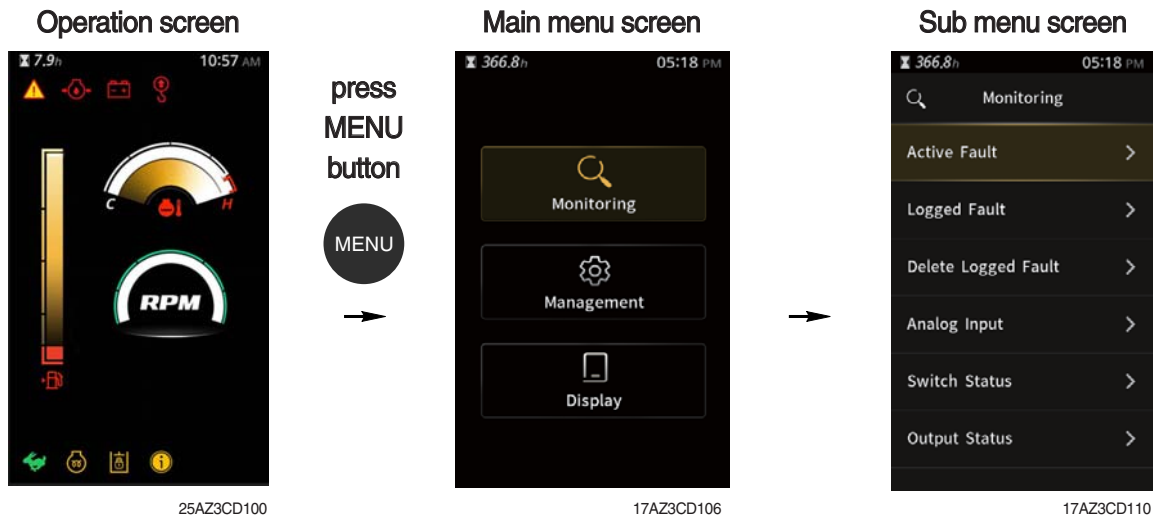 Operation screen
7.9h 10:57 AM
C H
RPM
25AZ3CD100
press
MENU
button
MENU
Main menu screen
366.8h 05:18 PM
Monitoring
Management
Display
17AZ3CD106
Sub menu screen
366.8h 05:18 PM
Monitoring
Active Fault
Logged Fault
Delete Logged Fault
Analog Input
Switch Status
Output Status
17AZ3CD110